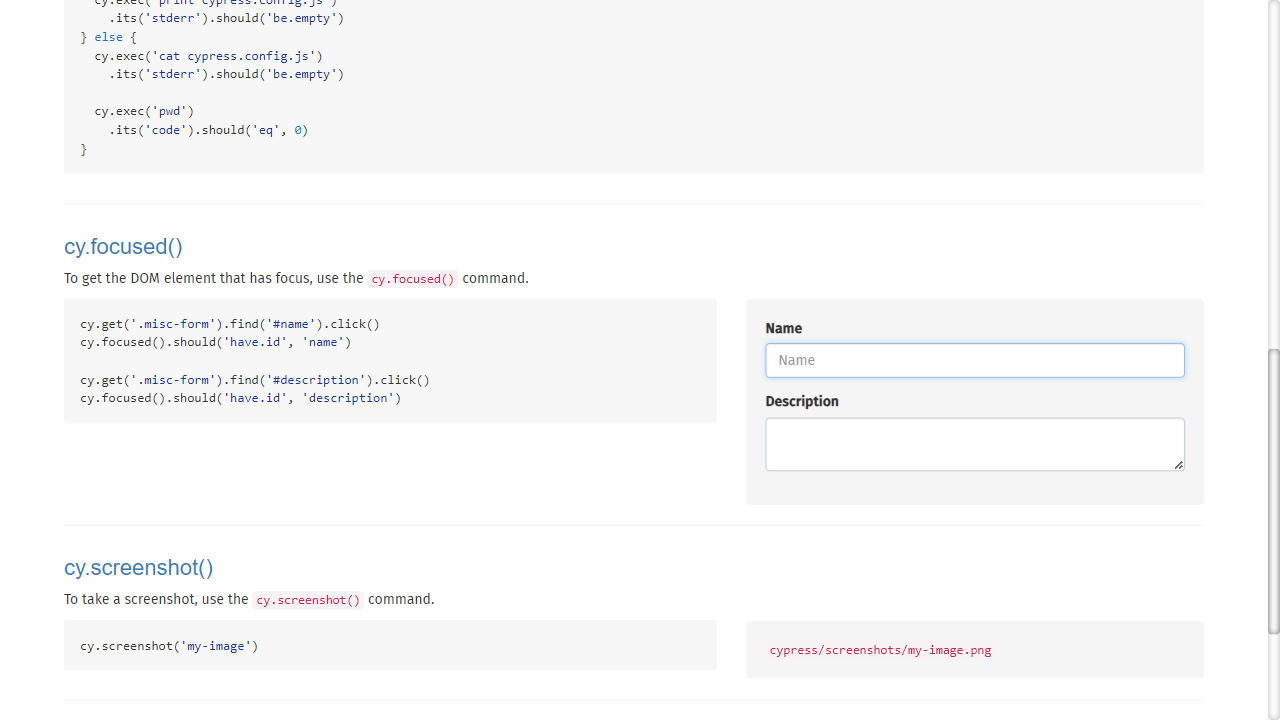 cy.exec('print cypress.config.js')
.its('stderr').should('be.empty')
} else {
cy.exec('cat cypress.config.js')
.its('stderr').should('be.empty')
cy.exec('pwd')
.its('code').should('eq', 0)
}
cy.focused()
To get the DOM element that has focus, use the cy.focused() command.
cy.get('.misc-form').find('#name').click()
cy.focused().should('have.id', 'name')
cy.get('.misc-form').find('#description').click()
cy.focused().should('have.id', 'description')
Name
Name
Description
cy.screenshot()
To take a screenshot, use the cy.screenshot() command.
cy.screenshot('my-image')
cypress/screenshots/my-image.png